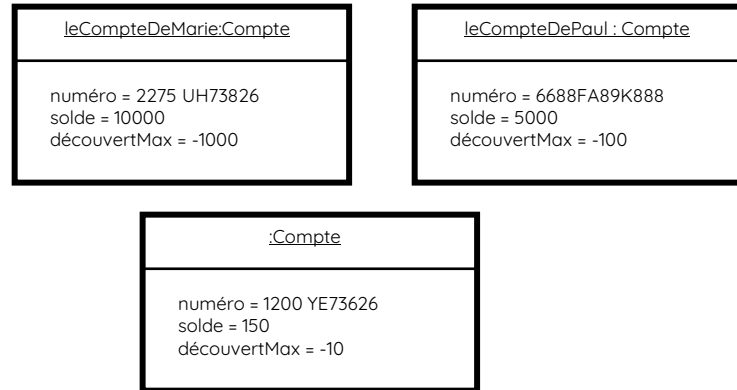 leCompteDeMarie:Compte
numéro = 2275 UH73826
solde = 10000
découvertMax = -1000
leCompteDePaul : Compte
numéro = 6688FA89K888
solde = 5000
découvertMax = -100
:Compte
numéro = 1200 YE73626
solde = 150
découvertMax = -10